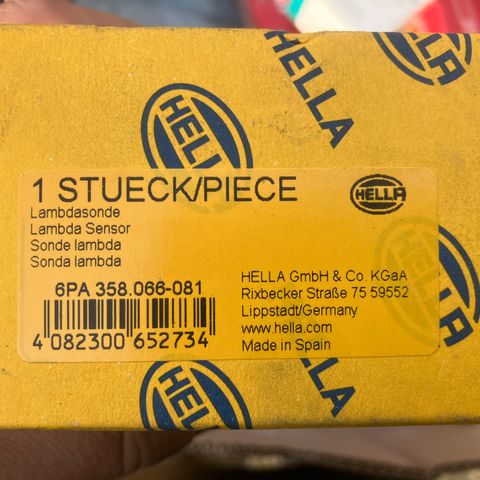 HELLA
HELLA
HELLA
1 STUECK/PIECE
HELLA
Lambdasonde
Lambda Sensor
Sonde lambda
Sonda lambda
6PA 358.066-081
4 082300 652734
HELLA GmbH & Co. KGaA
Rixbecker Straße 75 59552
Lippstadt/Germany
www.hella.com
Made in Spain
HELLA
HELLA
HELLA